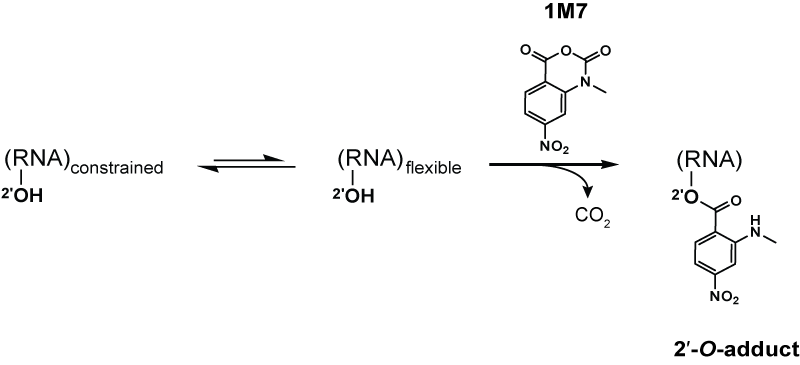 1M7
O O O
N
NO2
(RNA)constrained
2'OH
(RNA)flexible
2'OH
CO2
(RNA)
2'O O
H
N
NO2
2'-O-adduct